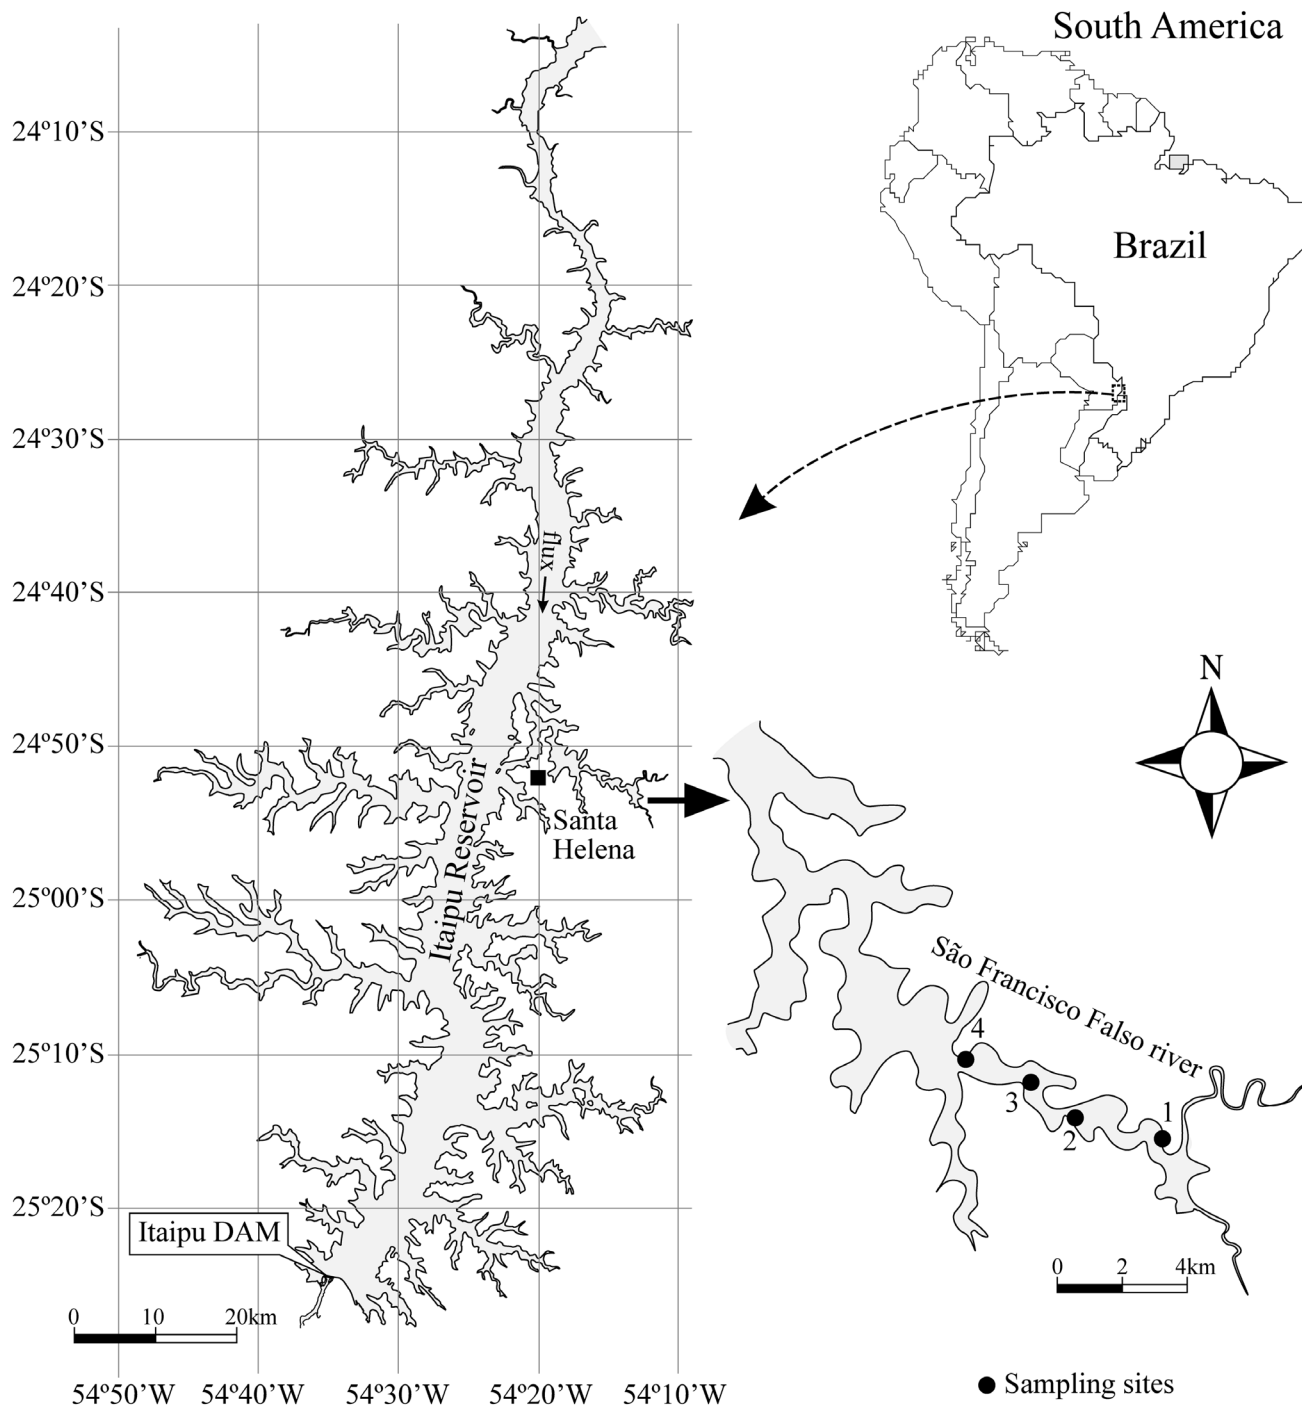 South America
Brazil
24º10’S
24º20’S
24º30’S
24º40’S
24º50’S
25º00’S
25º10’S
25º20’S
flux
Itaipu Reservoir
Santa
Helena
Itaipu DAM
0 10 20km
54º50’W 54º40’W 54º30’W 54º20’W 54º10’W
N
São Francisco Falso river
4
3
2
1
0 2 4km
Sampling sites